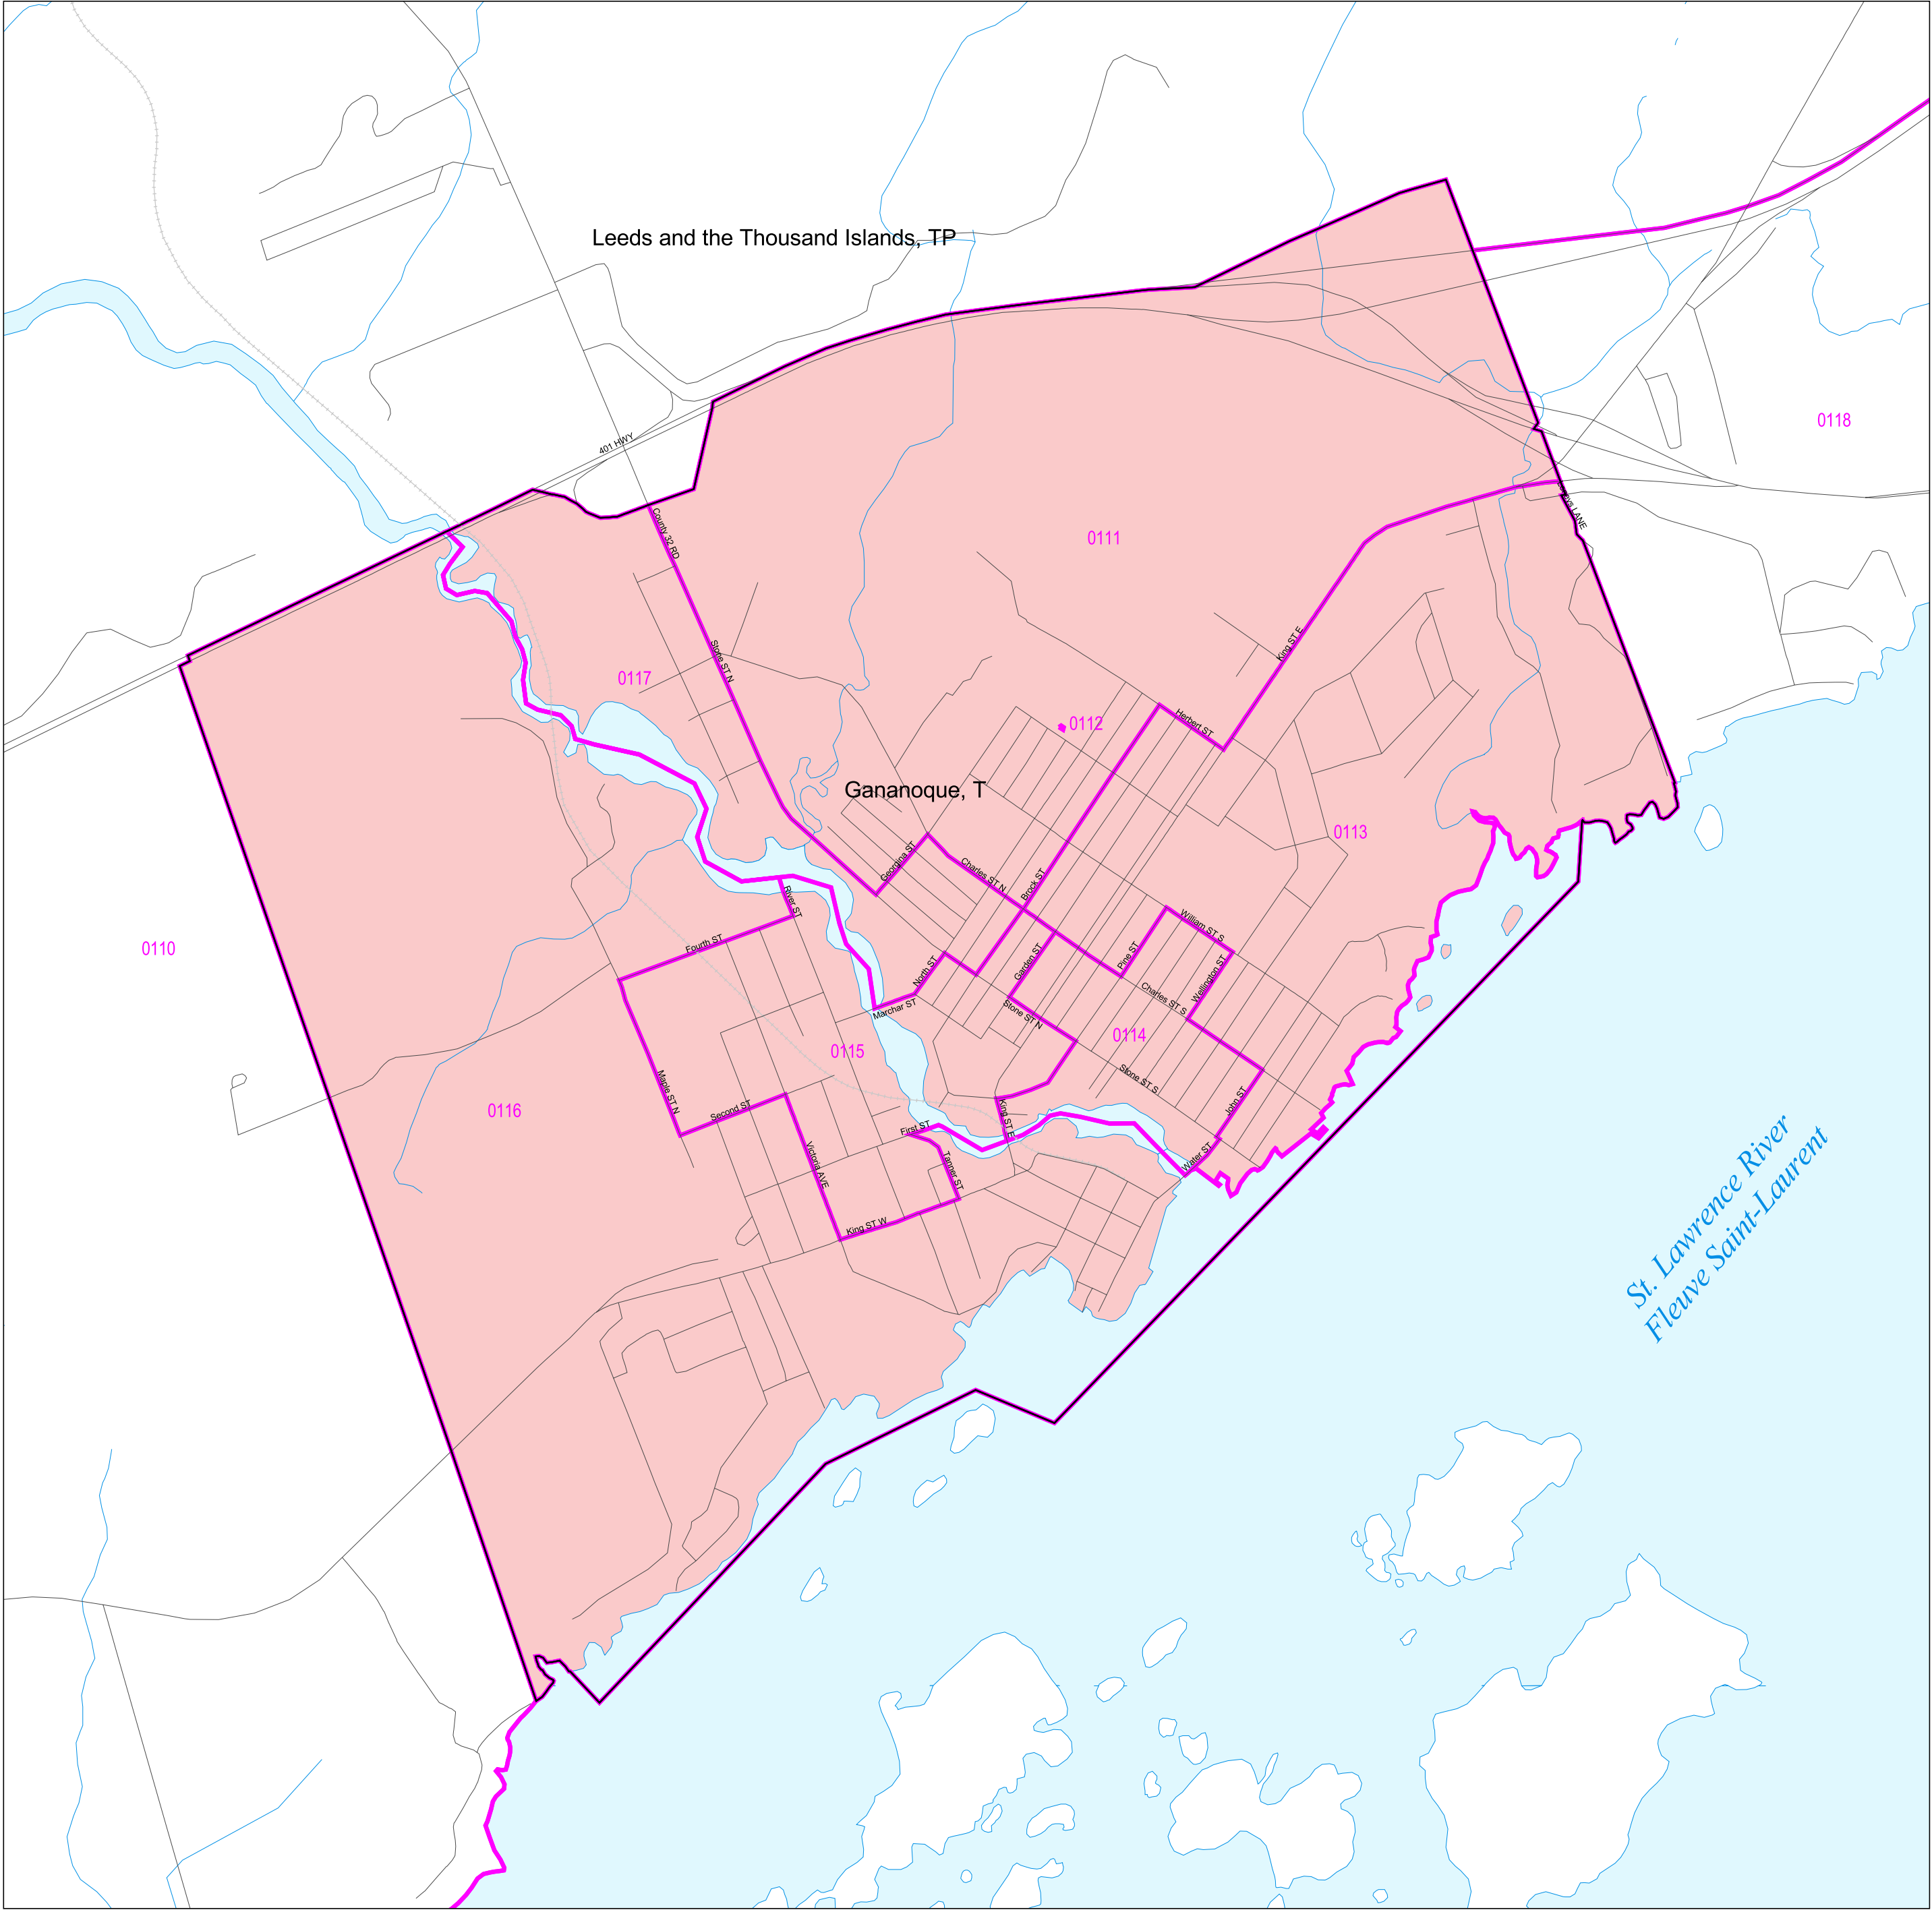 Leeds and the Thousand Islands, TP
0118
401 HWY
County 32 RD
LANE
0111
King ST E
Stone ST N
0117
Herbert ST
0112
Gananoque, T
0113
Georgina ST
Charles ST N
Brock ST
River ST
William ST S
Fourth ST
0110
Garden ST
Pine ST
Wellington ST
North ST
Charles ST S
Marchar ST
Stone ST N
0114
0115
Stone ST S
Maple ST N
0116
Second ST
John ST
King ST E
First ST
Victoria AVE
Tanner ST
Water ST
King ST W
St. Lawrence River
Fleuve Saint-Laurent